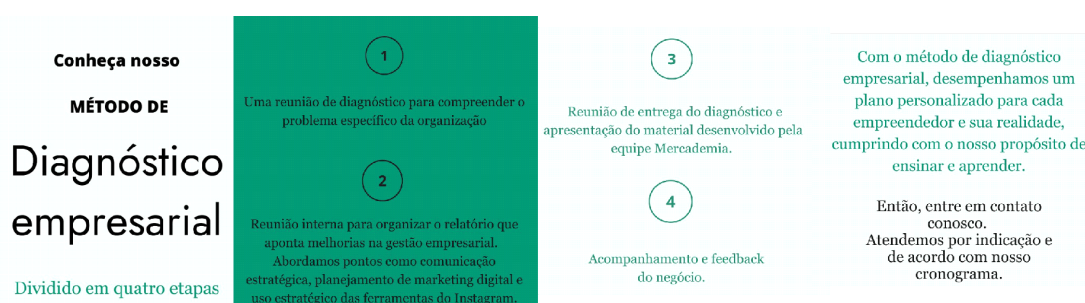 Conheça nosso
MÉTODO DE
Diagnóstico
empresarial
Dividido em quatro etapas
1
Uma reunião de diagnóstico para compreender o
problema específico da organização
2
Reunião interna para organizar o relatório que
aponta melhorias na gestão empresarial.
Abordamos pontos como comunicação
estratégica, planejamento de marketing digital e
uso estratégico das ferramentas do Instagram.
3
Reunião de entrega do diagnóstico e
apresentação do material desenvolvido pela
equipe Mercademia.
4
Acompanhamento e feedback
do negócio.
Com o método de diagnóstico
empresarial, desempenhamos um
plano personalizado para cada
empreendedor e sua realidade,
cumprindo com o nosso propósito de
ensinar e aprender.
Então, entre em contato
conosco.
Atendemos por indicação e
de acordo com nosso
cronograma.